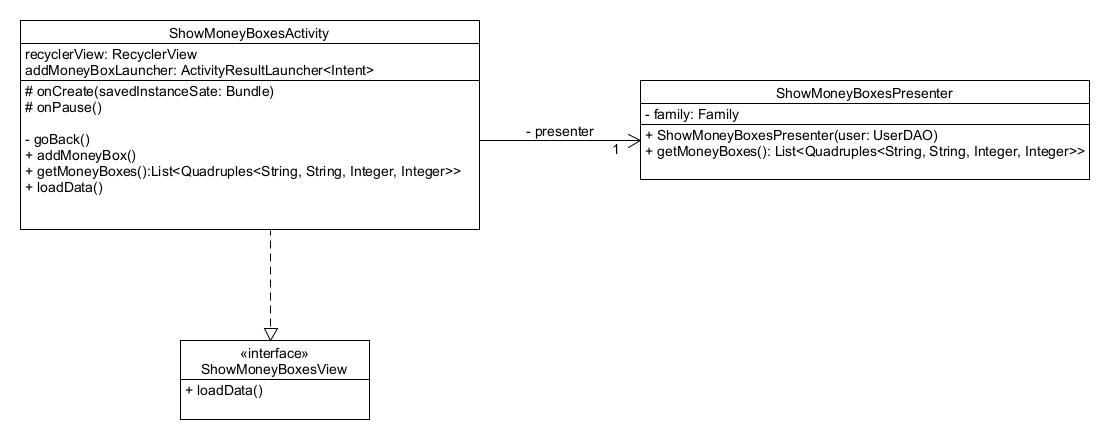 ShowMoneyBoxesActivity
recyclerView: RecyclerView
addMoneyBoxLauncher: ActivityResultLauncher<Intent>
# onCreate(savedInstanceSate: Bundle)
# onPause()
- goBack()
+ addMoneyBox()
+ getMoneyBoxes():List<Quadruples<String, String, Integer, Integer>>
+ loadData()
- presenter
1
ShowMoneyBoxesPresenter
- family: Family
+ ShowMoneyBoxesPresenter(user: UserDAO)
+ getMoneyBoxes(): List<Quadruples<String, String, Integer, Integer>>
«interface»
ShowMoneyBoxesView
+ loadData()